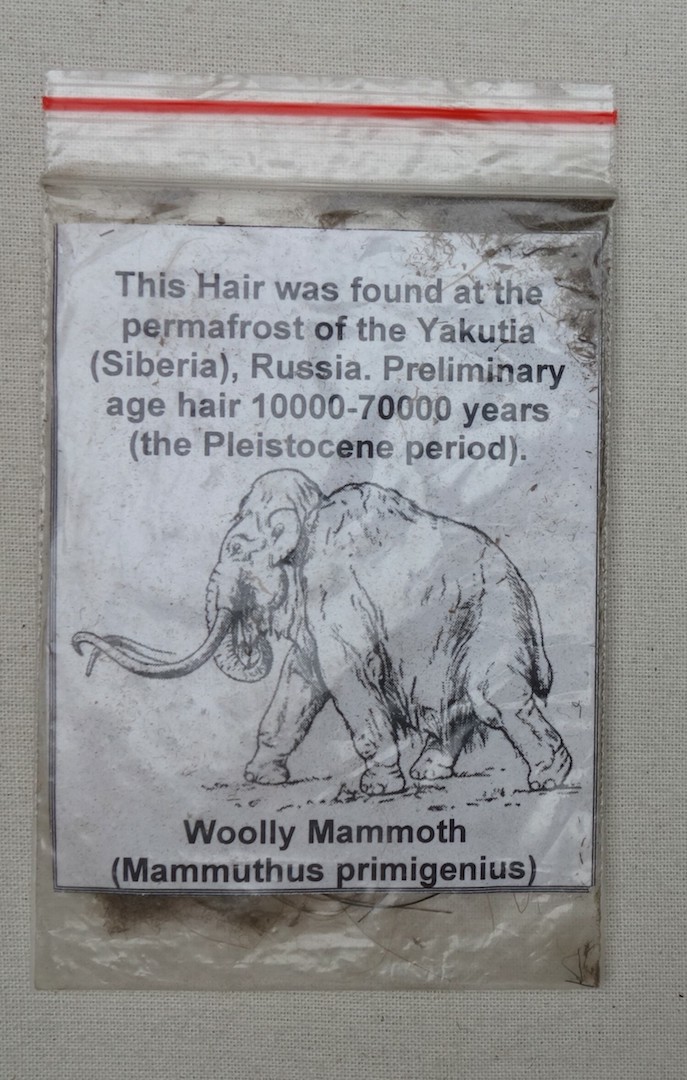 This Hair was found at the
permafrost of the Yakutia
(Siberia), Russia. Preliminary
age hair 10000-70000 years
(the Pleistocene period).
Woolly Mammoth
(Mammuthus primigenius)